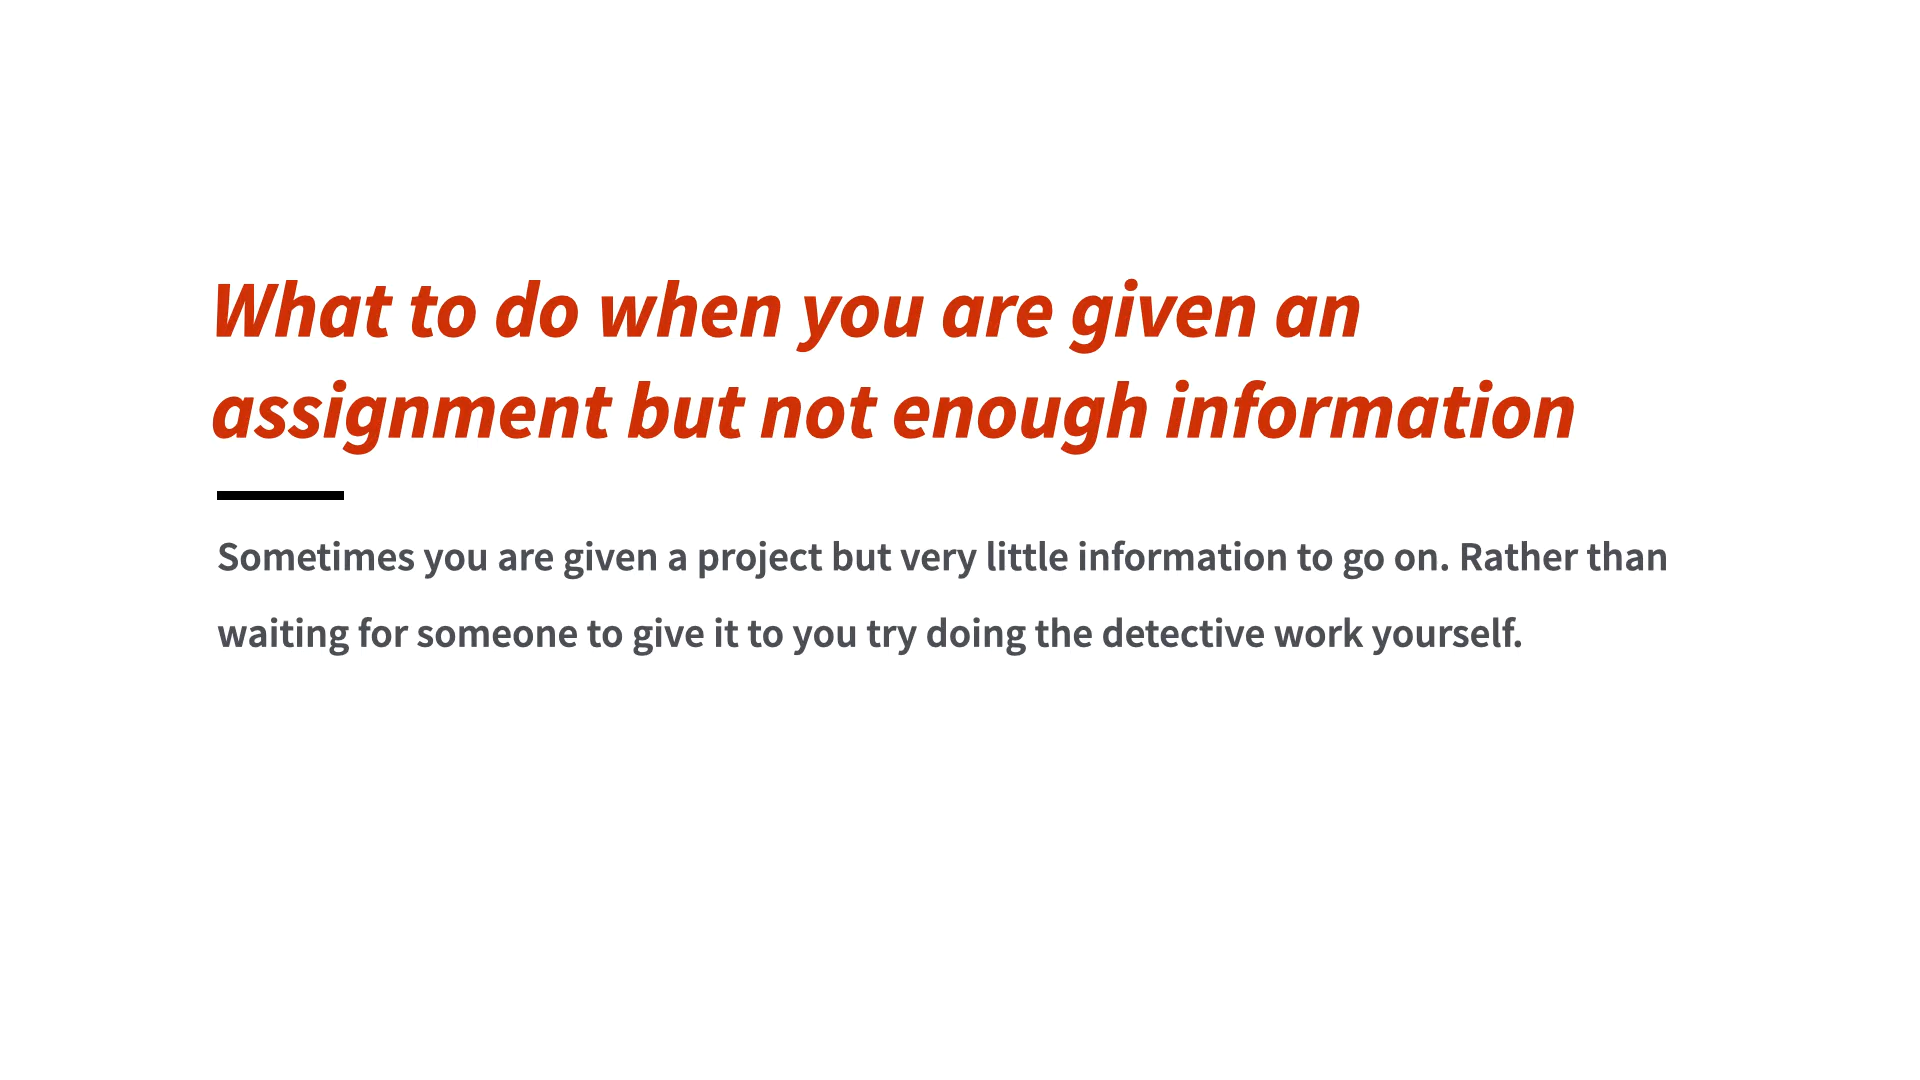 What to do when you are given an
assignment but not enough information
Sometimes you are given a project but very little information to go on. Rather than
waiting for someone to give it to you try doing the detective work yourself.